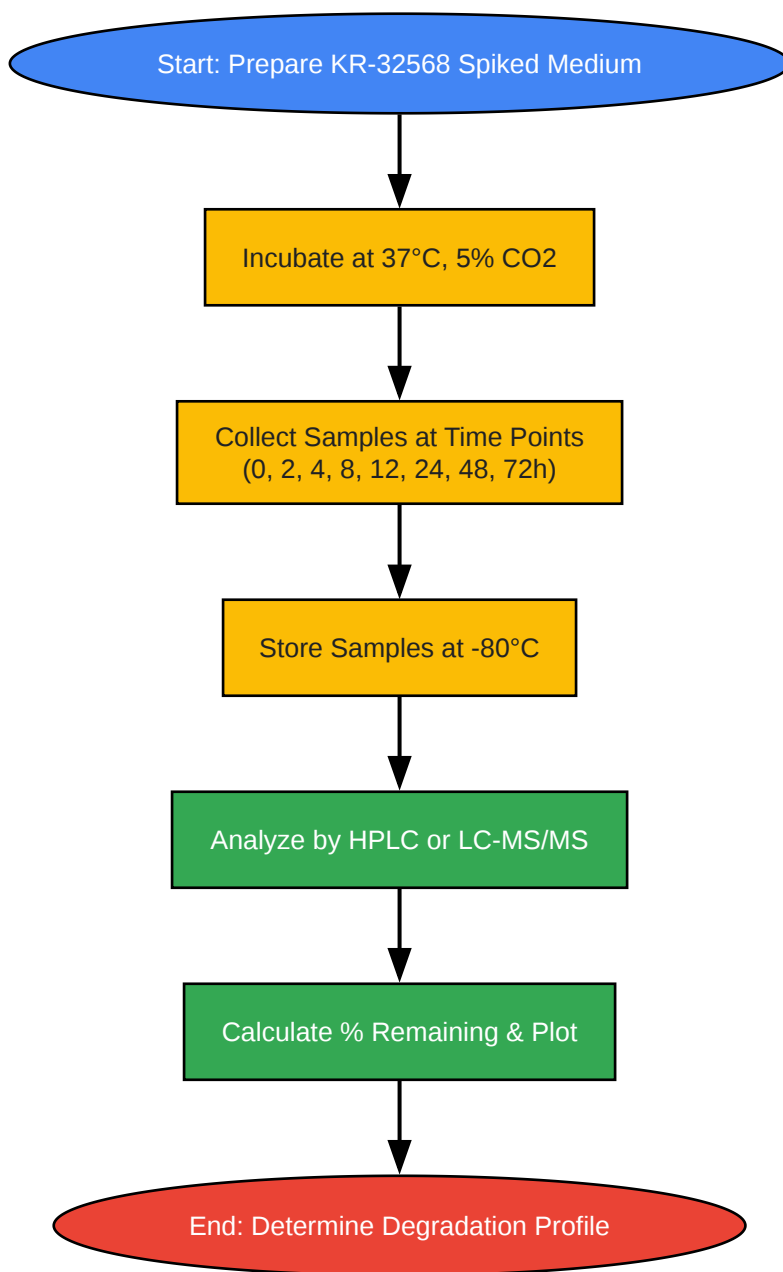 Start: Prepare KR-32568 Spiked Medium
Incubate at 37°C, 5% CO2
Collect Samples at Time Points
(0, 2, 4, 8, 12, 24, 48, 72h)
Store Samples at -80°C
Analyze by HPLC or LC-MS/MS
Calculate % Remaining & Plot
End: Determine Degradation Profile